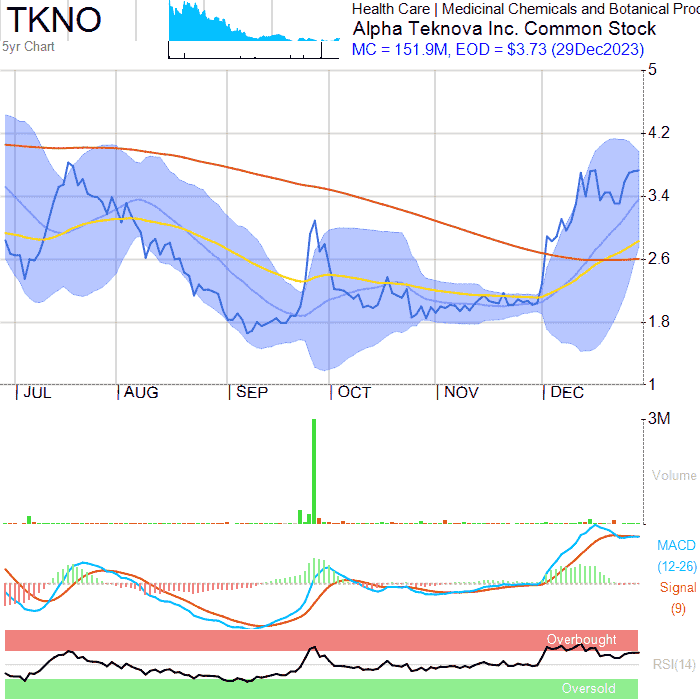 TKNO
5yr Chart
Health Care | Medicinal Chemicals and Botanical Proc
Alpha Teknova Inc. Common Stock
MC = 151.9M, EOD = $3.73 (29Dec2023)
5
4.2
3.4
2.6
1.8
1
JUL AUG SEP OCT NOV DEC
3M
Volume
MACD
(12-26)
Signal
(9)
Overbought
RSI(14)
Oversold